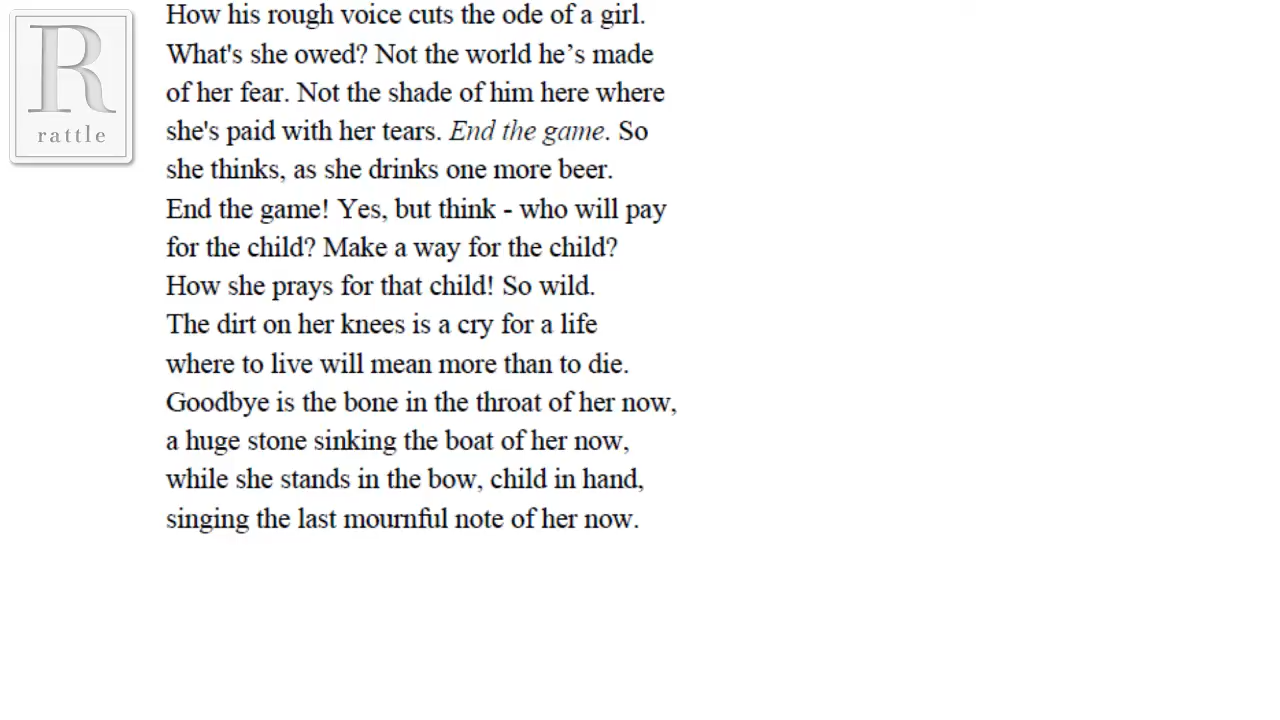 R
rattle
How his rough voice cuts the ode of a girl.
What's she owed? Not the world he’s made
of her fear. Not the shade of him here where
she's paid with her tears. End the game. So
she thinks, as she drinks one more beer.
End the game! Yes, but think - who will pay
for the child? Make a way for the child?
How she prays for that child! So wild.
The dirt on her knees is a cry for a life
where to live will mean more than to die.
Goodbye is the bone in the throat of her now,
a huge stone sinking the boat of her now,
while she stands in the bow, child in hand,
singing the last mournful note of her now.